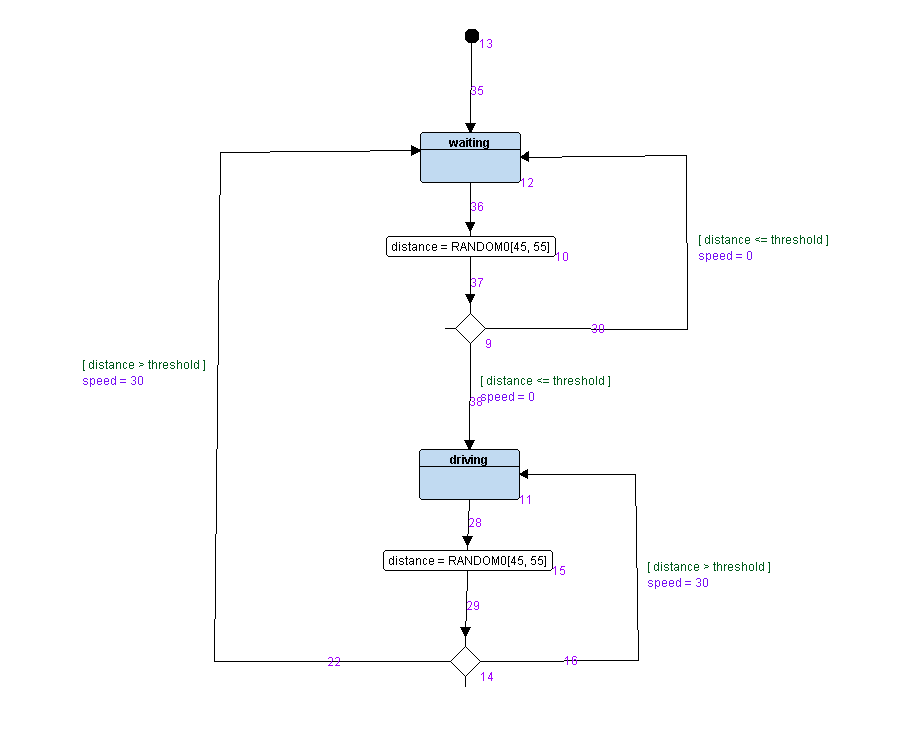 13
35
waiting
12
36
distance = RANDOM0[45, 55]
10
[ distance <= threshold ]
speed = 0
37
30
9
[ distance > threshold ]
speed = 30
[ distance <= threshold ]
38
speed = 0
driving
11
28
distance = RANDOM0[45, 55]
15
[ distance > threshold ]
speed = 30
29
22
16
14